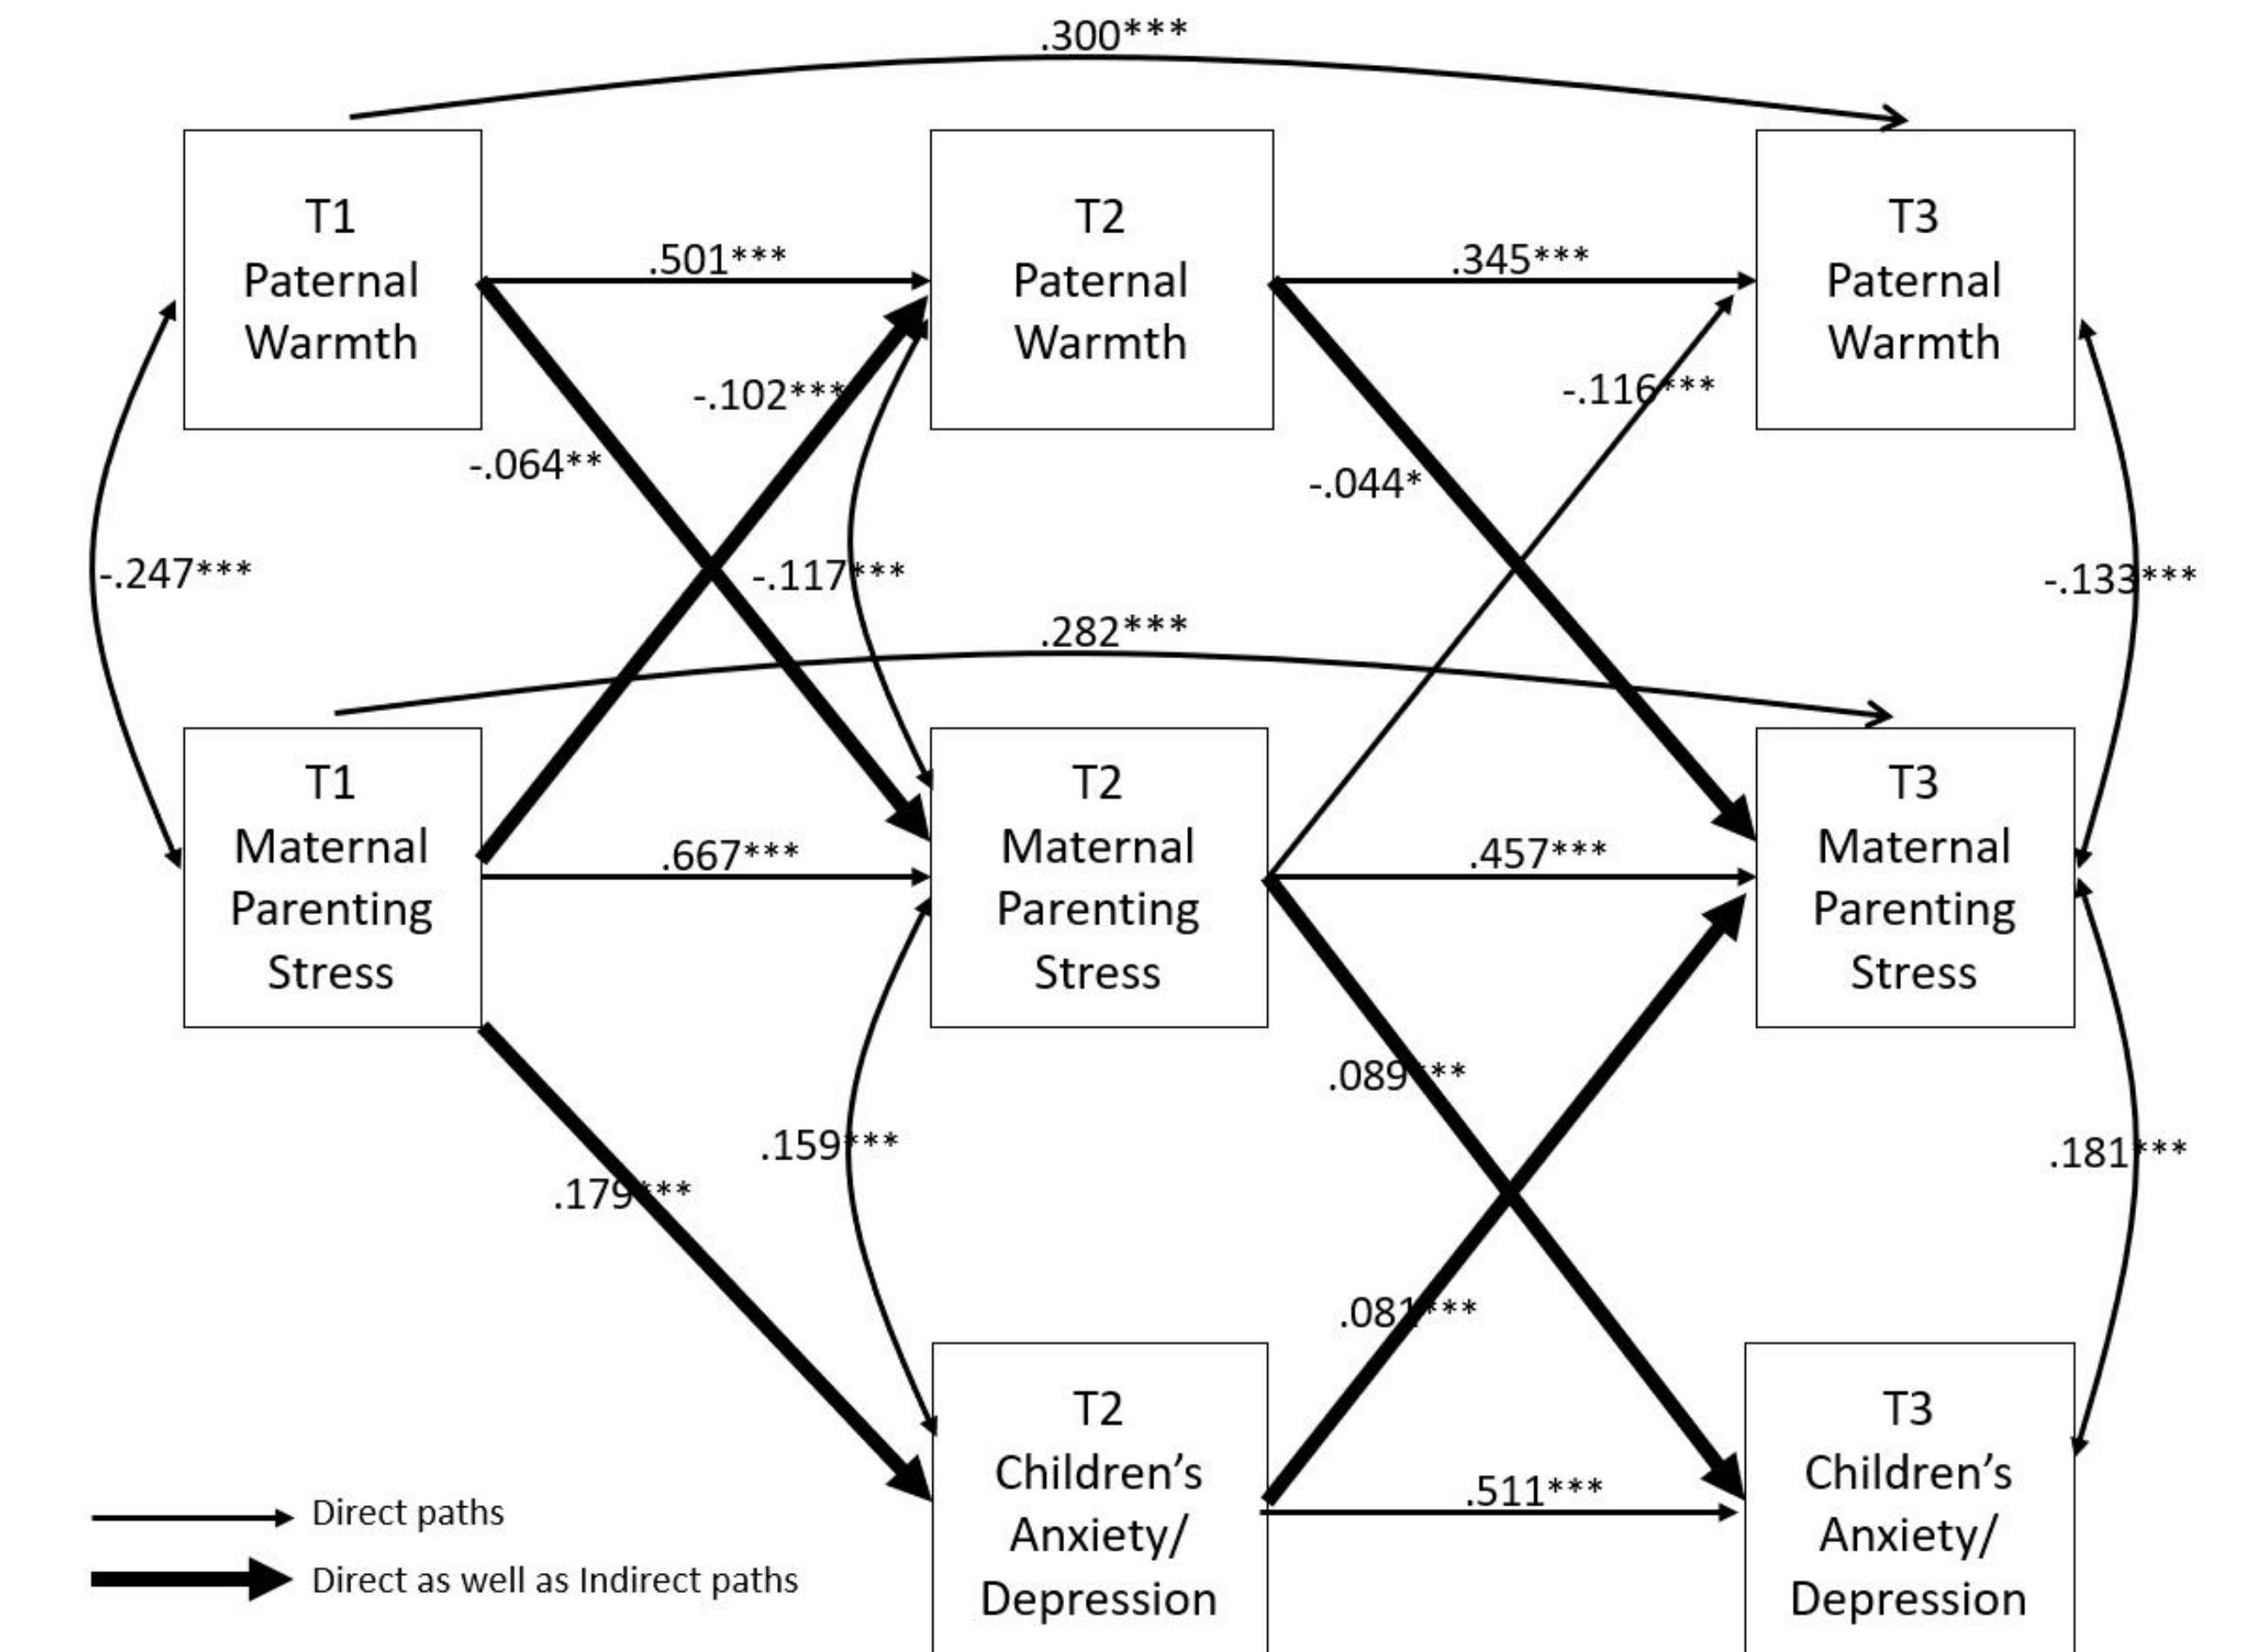 .300***
T1
Paternal
Warmth
T2
Paternal
Warmth
T3
Paternal
Warmth
.501***
.345***
-.102***
-.116***
-.064**
-.044*
-.247***
-.117***
-.133***
.282***
T1
Maternal
Parenting
Stress
T2
Maternal
Parenting
Stress
T3
Maternal
Parenting
Stress
.667***
.457***
.089***
.159***
.181***
.179***
.081***
T2
Children's
Anxiety/
Depression
T3
Children's
Anxiety/
Depression
.511***
Direct paths
Direct as well as Indirect paths